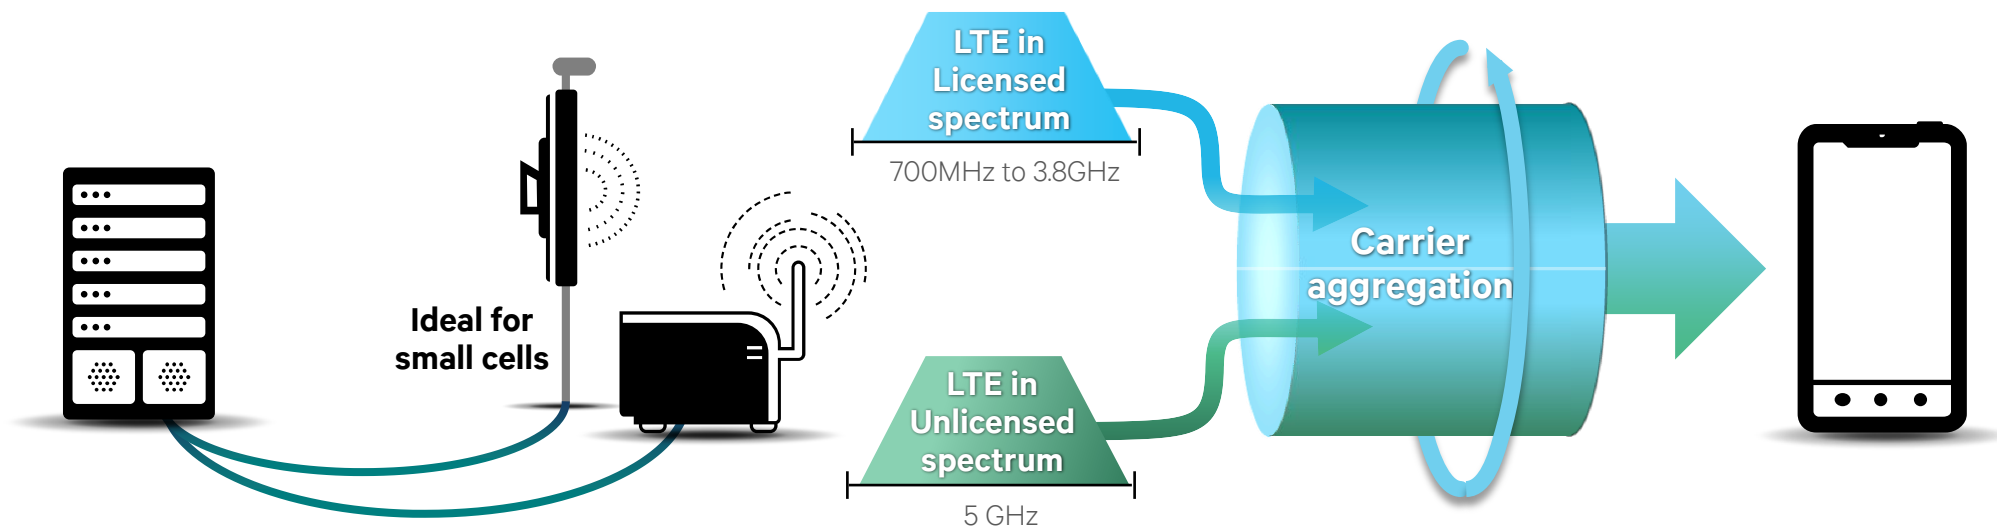 LTE in
Licensed
spectrum
700MHz to 3.8GHz
Ideal for
small cells
Carrier
aggregation
LTE in
Unlicensed
spectrum
5 GHz